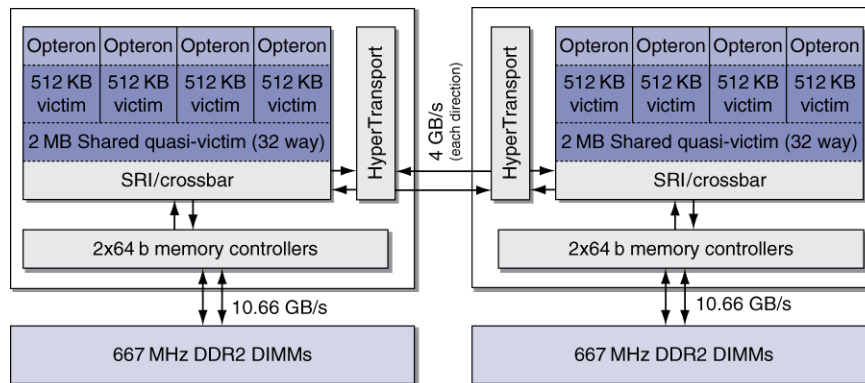 Opteron Opteron Opteron Opteron
512 KB 512 KB 512 KB 512 KB
victim victim victim victim
2 MB Shared quasi-victim (32 way)
SRI/crossbar
2x64 b memory controllers
10.66 GB/s
667 MHz DDR2 DIMMs
HyperTransport
4 GB/s
(each direction)
HyperTransport
Opteron Opteron Opteron Opteron
512 KB 512 KB 512 KB 512 KB
victim victim victim victim
2 MB Shared quasi-victim (32 way)
SRI/crossbar
2x64 b memory controllers
10.66 GB/s
667 MHz DDR2 DIMMs